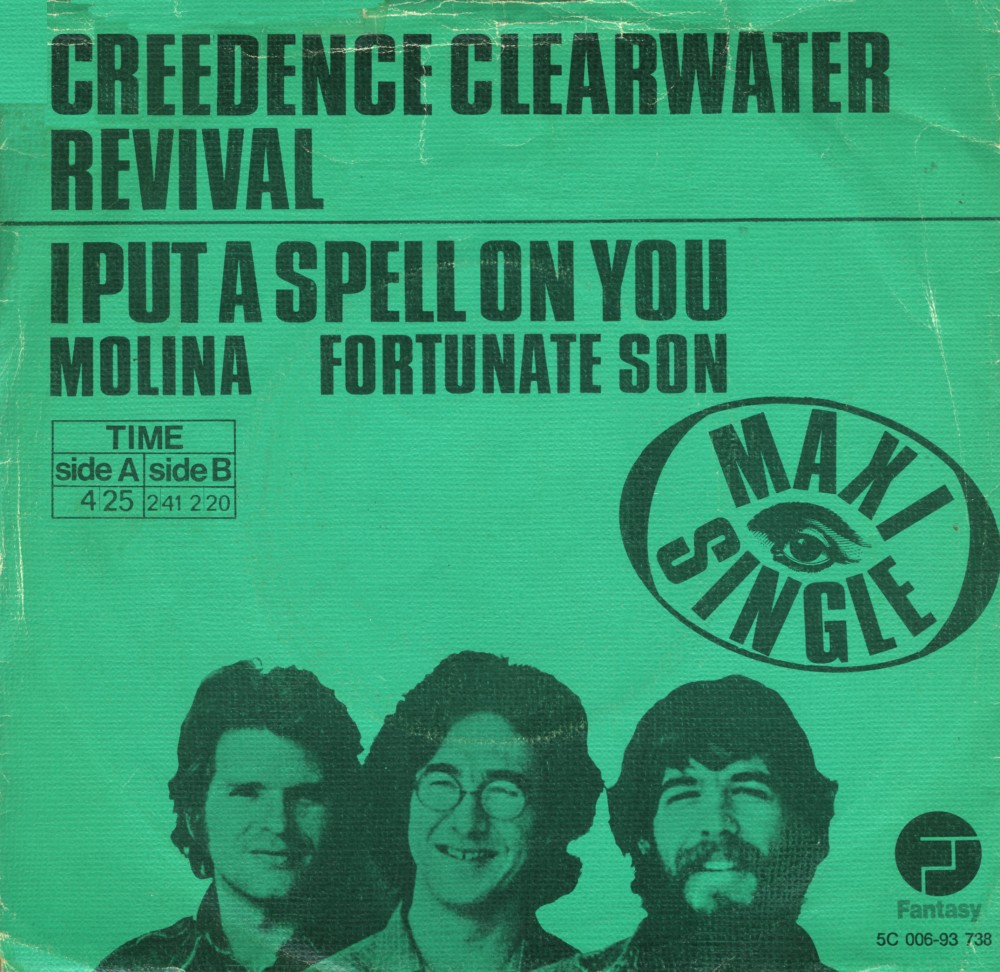 CREEDENCE CLEARWATER
REVIVAL
I PUT A SPELL ON YOU
MOLINA FORTUNATE SON
TIME
side A side B
4 25 2 41 2 20
MAXI
SINGLE
Fantasy
5C 006-93 738